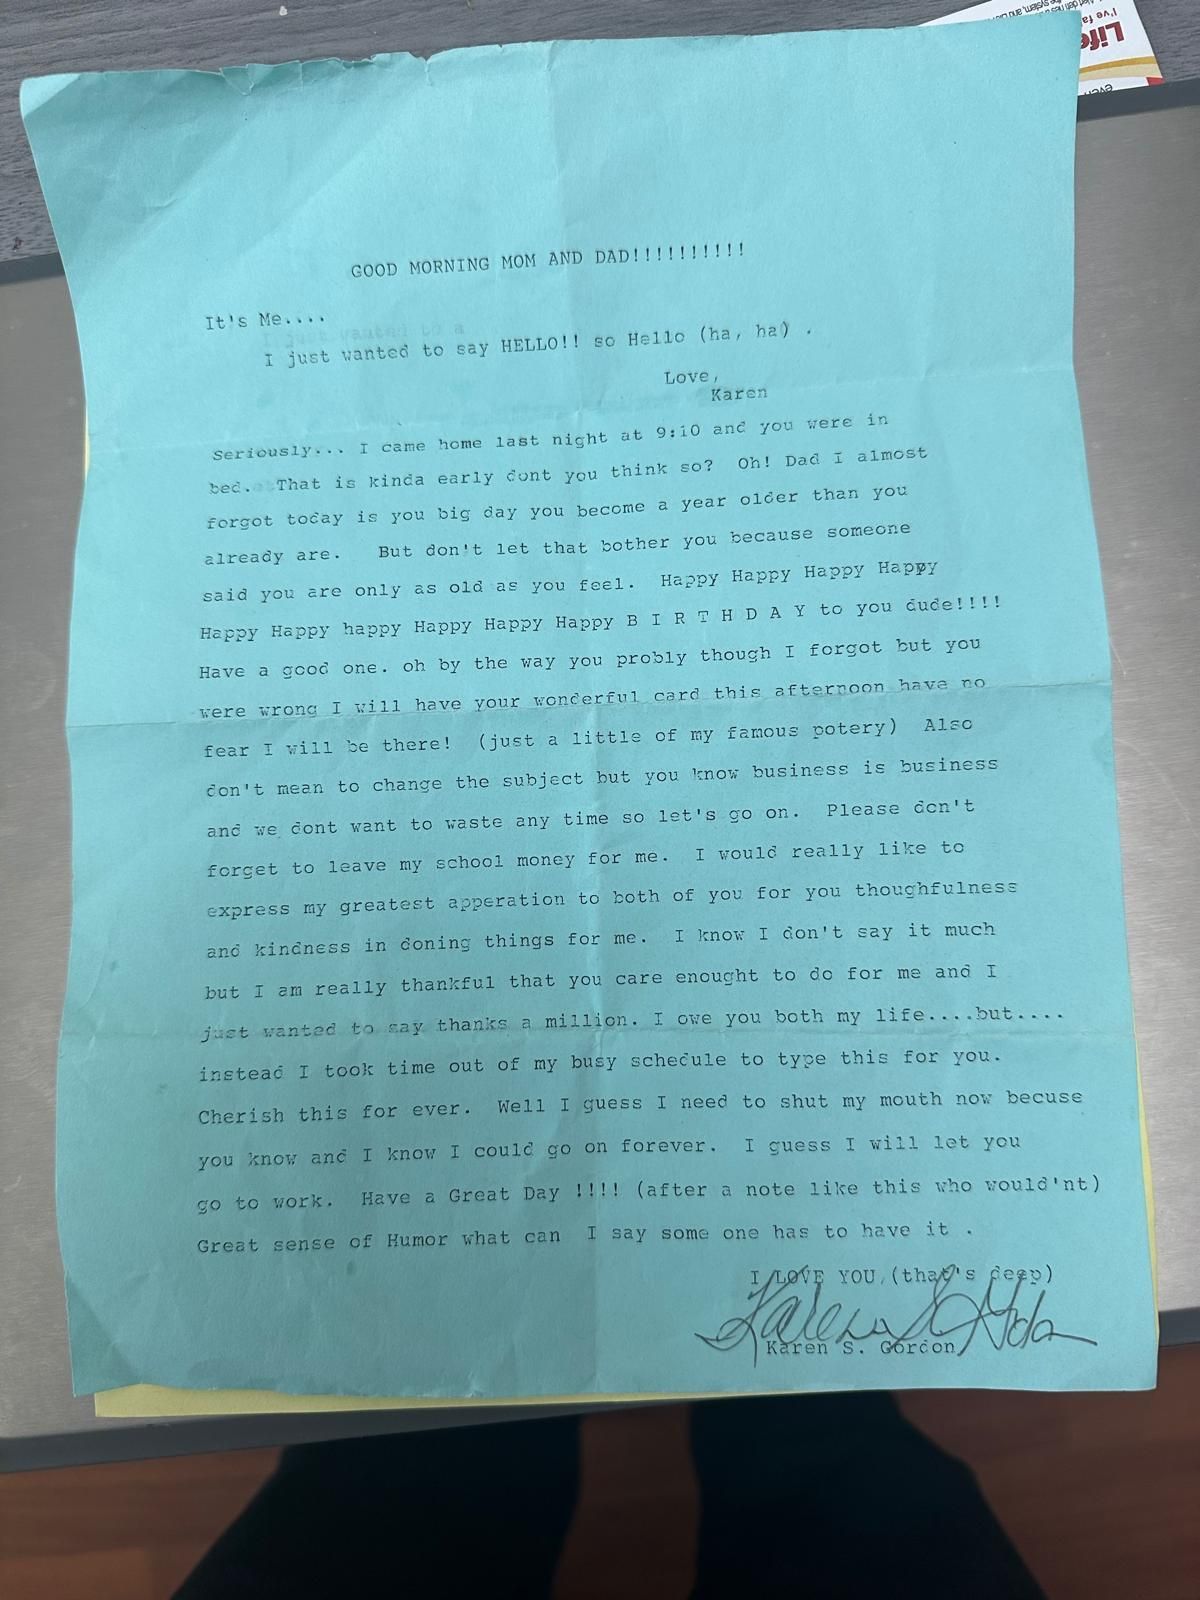 Life
I've fa
even
GOOD MORNING MOM AND DAD!!!!!!!!!!
It's Me....
I just wanted to a
I just wanted to say HELLO!! so Hello (ha, ha) .
Love,
Karen
Seriously... I came home last night at 9:10 and you were in
bed. That is kinda early dont you think so? Oh! Dad I almost
forgot today is you big day you become a year older than you
already are. But don't let that bother you because someone
said you are only as old as you feel. Happy Happy Happy Happy
Happy Happy happy Happy Happy Happy B I R T H D A Y to you dude!!!!
Have a good one. oh by the way you probly though I forgot but you
were wrong I will have your wonderful card this afternoon have no
fear I will be there! (just a little of my famous potery) Also
don't mean to change the subject but you know business is business
and we dont want to waste any time so let's go on. Please don't
forget to leave my school money for me. I would really like to
express my greatest apperation to both of you for you thoughfulness
and kindness in doning things for me. I know I don't say it much
but I am really thankful that you care enought to do for me and I
just wanted to say thanks a million. I owe you both my life....but....
instead I took time out of my busy schedule to type this for you.
Cherish this for ever. Well I guess I need to shut my mouth now becuse
you know and I know I could go on forever. I guess I will let you
go to work. Have a Great Day !!!! (after a note like this who would'nt)
Great sense of Humor what can I say some one has to have it .
I LOVE YOU (that's deep)
Karen S. Gordon